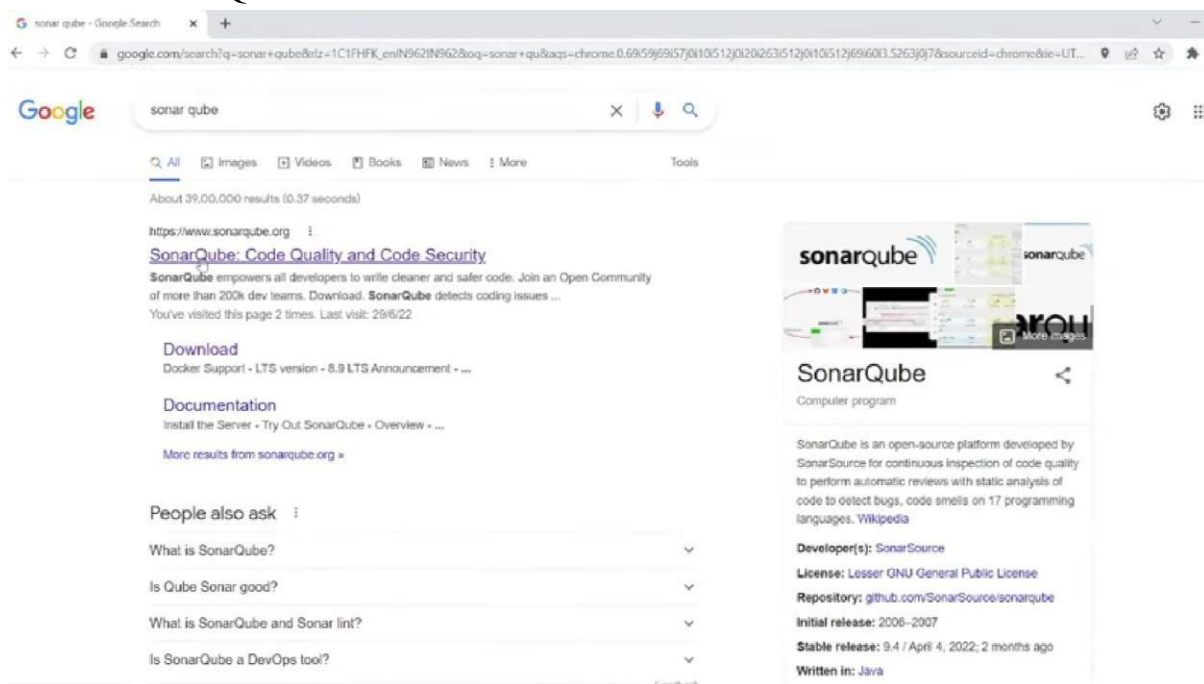 sonar qube - Google Search
google.com/search?q=sonar+qube&rlz=1C1FHFK_enIN962IN962&oq=sonar+qu&aqs=chrome.0.69i59j69i57j0i10i512j0i20i263i512j0i10i512j69i60l3.5263j0j7&sourceid=chrome&ie=UT...
Google
sonar qube
All Images Videos Books News More Tools
About 39,00,000 results (0.37 seconds)
https://www.sonarqube.org
SonarQube: Code Quality and Code Security
SonarQube empowers all developers to write cleaner and safer code. Join an Open Community
of more than 200k dev teams. Download. SonarQube detects coding issues ...
You've visited this page 2 times. Last visit: 29/6/22
Download
Docker Support - LTS version - 8.9 LTS Announcement - ...
Documentation
Install the Server - Try Out SonarQube - Overview - ...
More results from sonarqube.org »
People also ask
What is SonarQube?
Is Qube Sonar good?
What is SonarQube and Sonar lint?
Is SonarQube a DevOps tool?
sonarqube
sonarqube
arqu
More images
SonarQube
Computer program
SonarQube is an open-source platform developed by
SonarSource for continuous inspection of code quality
to perform automatic reviews with static analysis of
code to detect bugs, code smells on 17 programming
languages. Wikipedia
Developer(s): SonarSource
License: Lesser GNU General Public License
Repository: github.com/SonarSource/sonarqube
Initial release: 2006–2007
Stable release: 9.4 / April 4, 2022; 2 months ago
Written in: Java